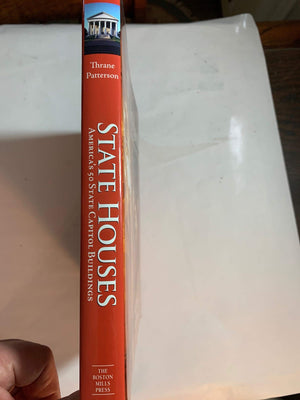 Thrane
Patterson
STATE HOUSES
AMERICA'S 50 STATE CAPITOL BUILDINGS
THE
BOSTON
MILLS
PRESS